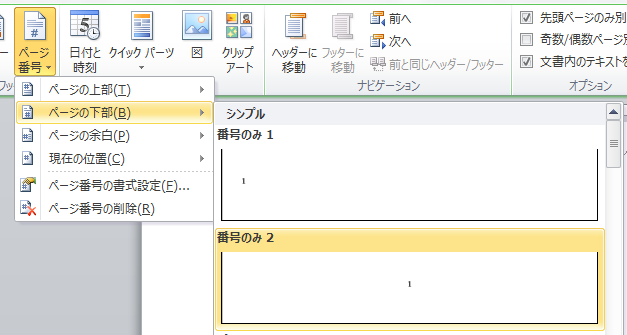 ページ番号
日付と時刻
クイック パーツ
図
クリップアート
ヘッダーに移動
フッターに移動
前へ
次へ
前と同じヘッダー/フッター
ナビゲーション
先頭ページのみ別
奇数/偶数ページ別
文書内のテキストを
オプション
ページの上部(T)
ページの下部(B)
ページの余白(P)
現在の位置(C)
ページ番号の書式設定(F)...
ページ番号の削除(R)
シンプル
番号のみ 1
1
番号のみ 2
1